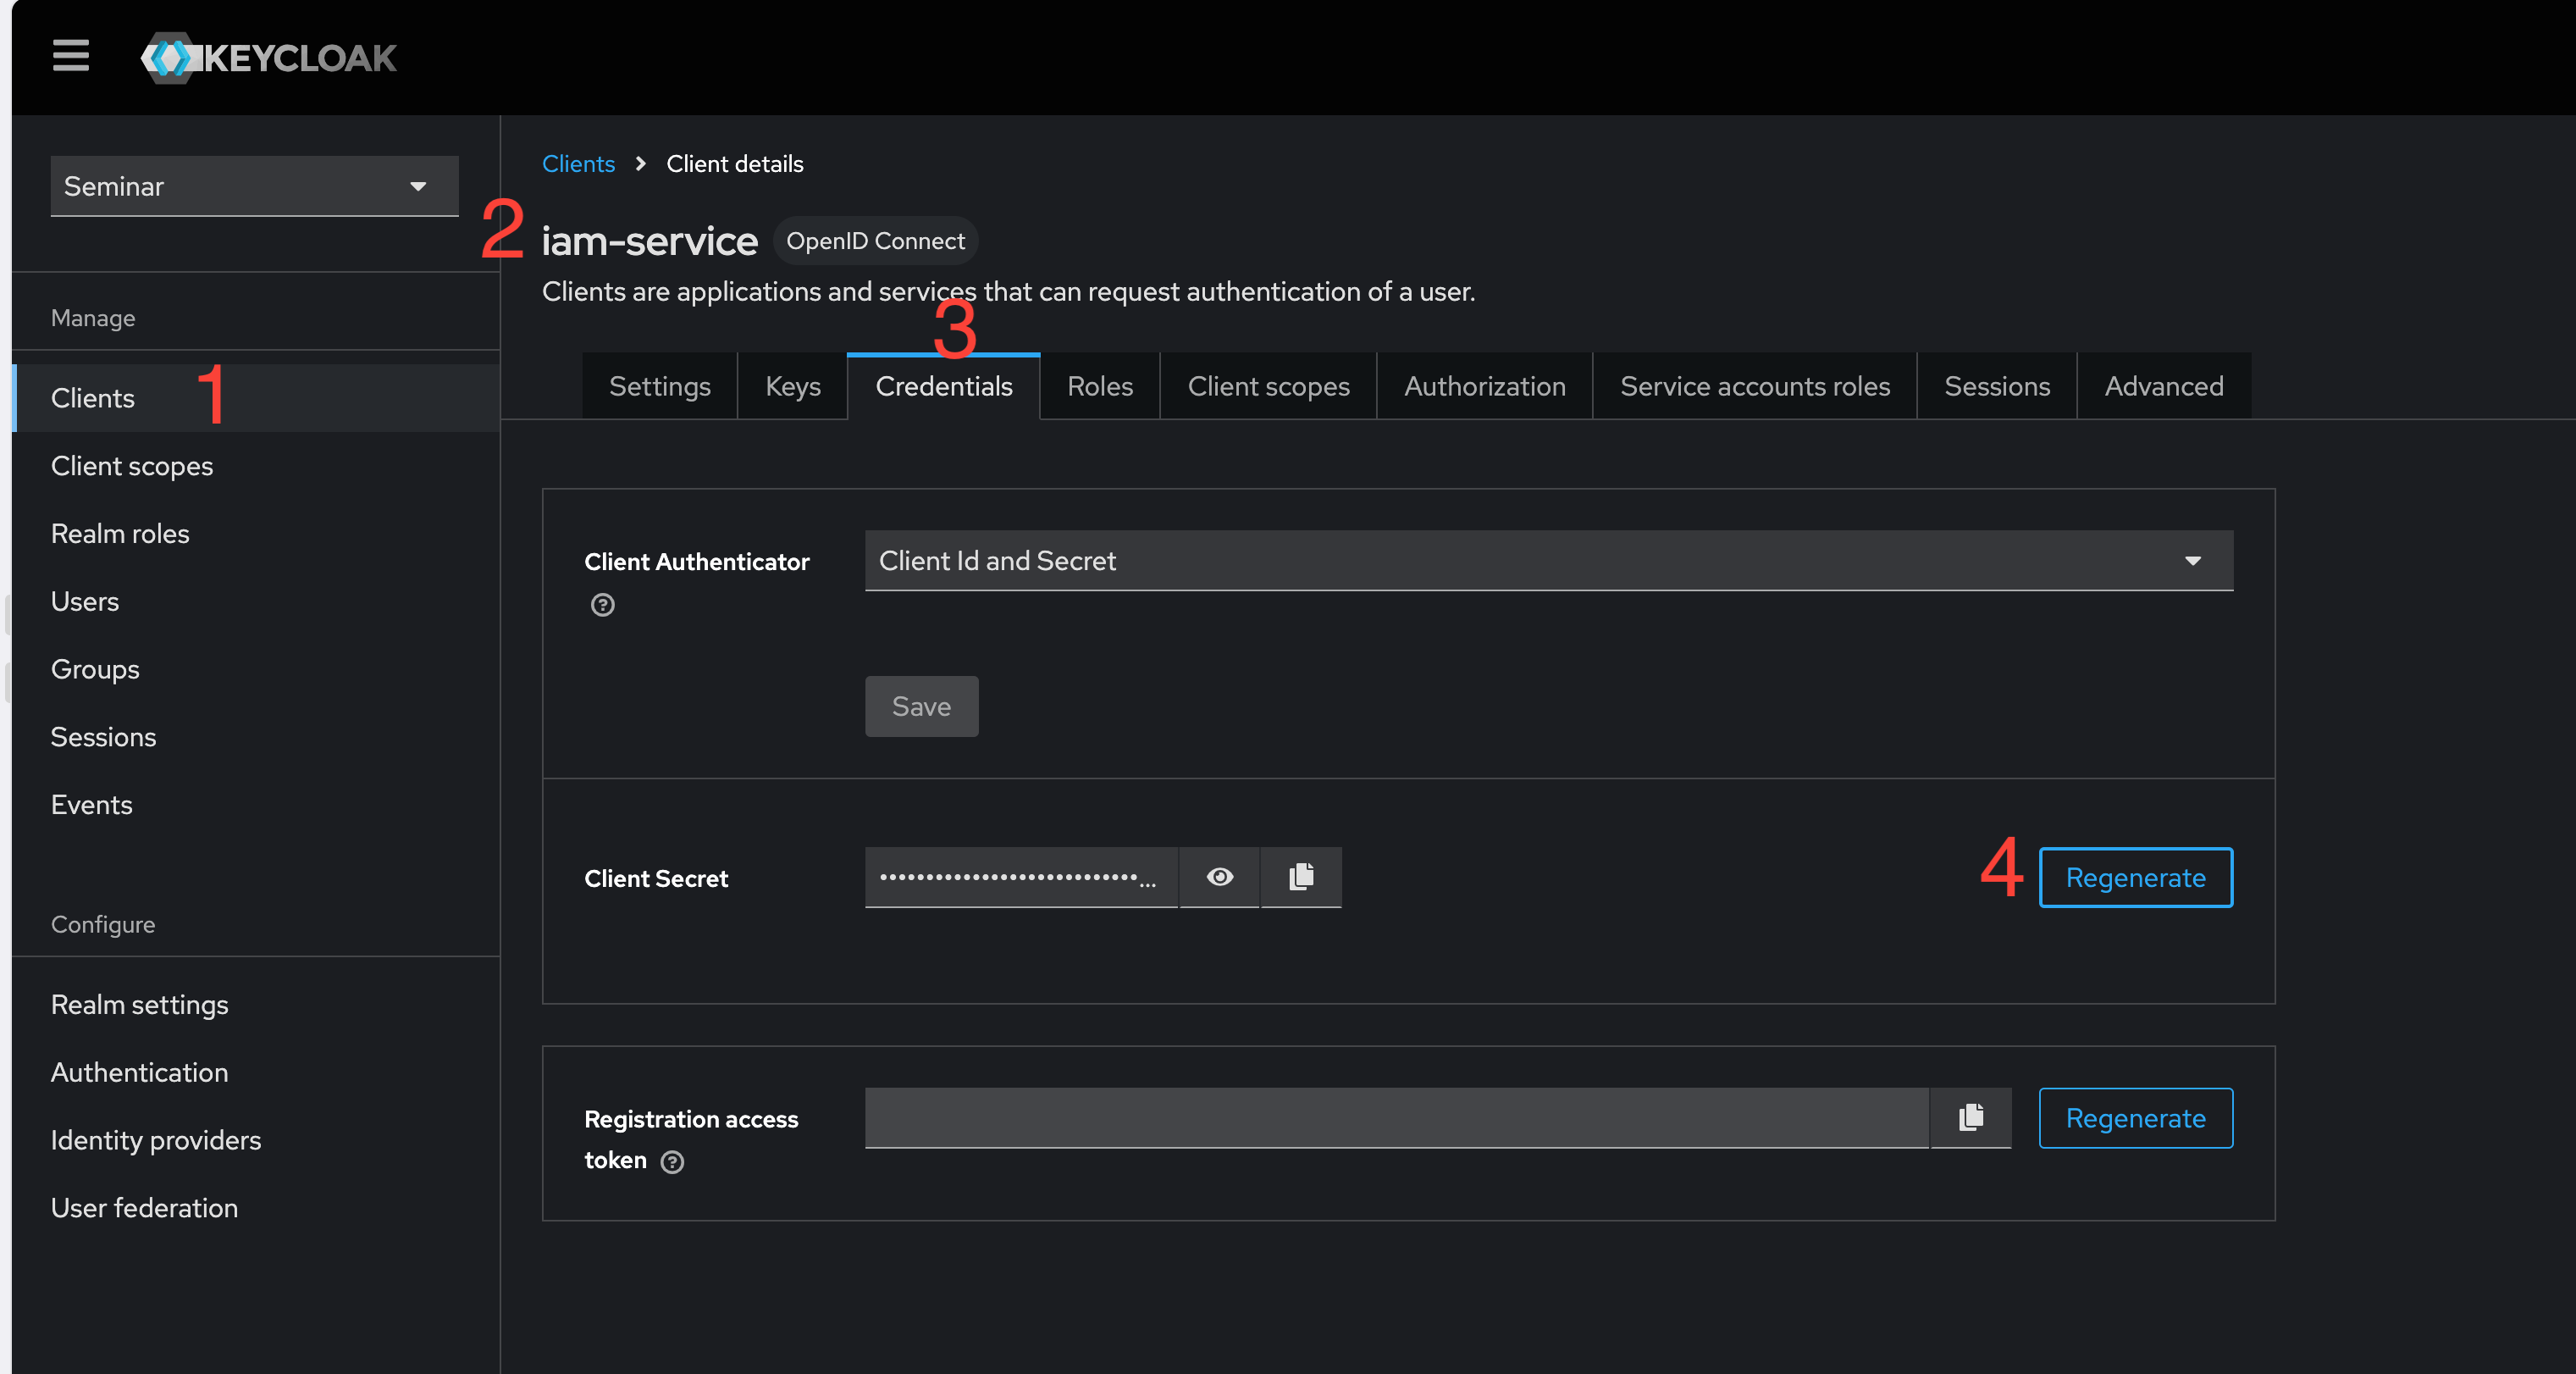 KEYCLOAK
Seminar
Manage
Clients 1
Client scopes
Realm roles
Users
Groups
Sessions
Events
Configure
Realm settings
Authentication
Identity providers
User federation
Clients > Client details
2 iam-service OpenID Connect
Clients are applications and services that can request authentication of a user.
3
Settings Keys Credentials Roles Client scopes Authorization Service accounts roles Sessions Advanced
Client Authenticator Client Id and Secret
Save
Client Secret ••••••••••••••••••••••••••••... 4 Regenerate
Registration access
token Regenerate